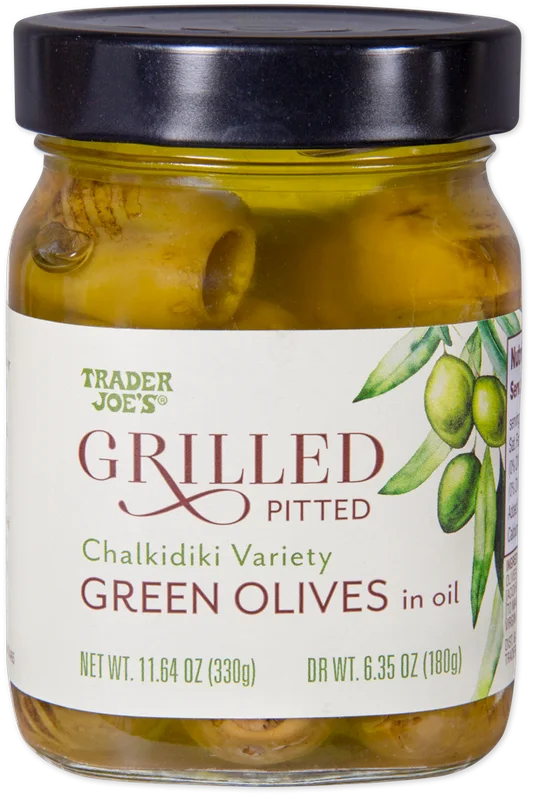 TRADER
JOE'S®
GRILLED
PITTED
Chalkidiki Variety
GREEN OLIVES in oil
NET WT. 11.64 OZ (330g) DR WT. 6.35 OZ (180g)